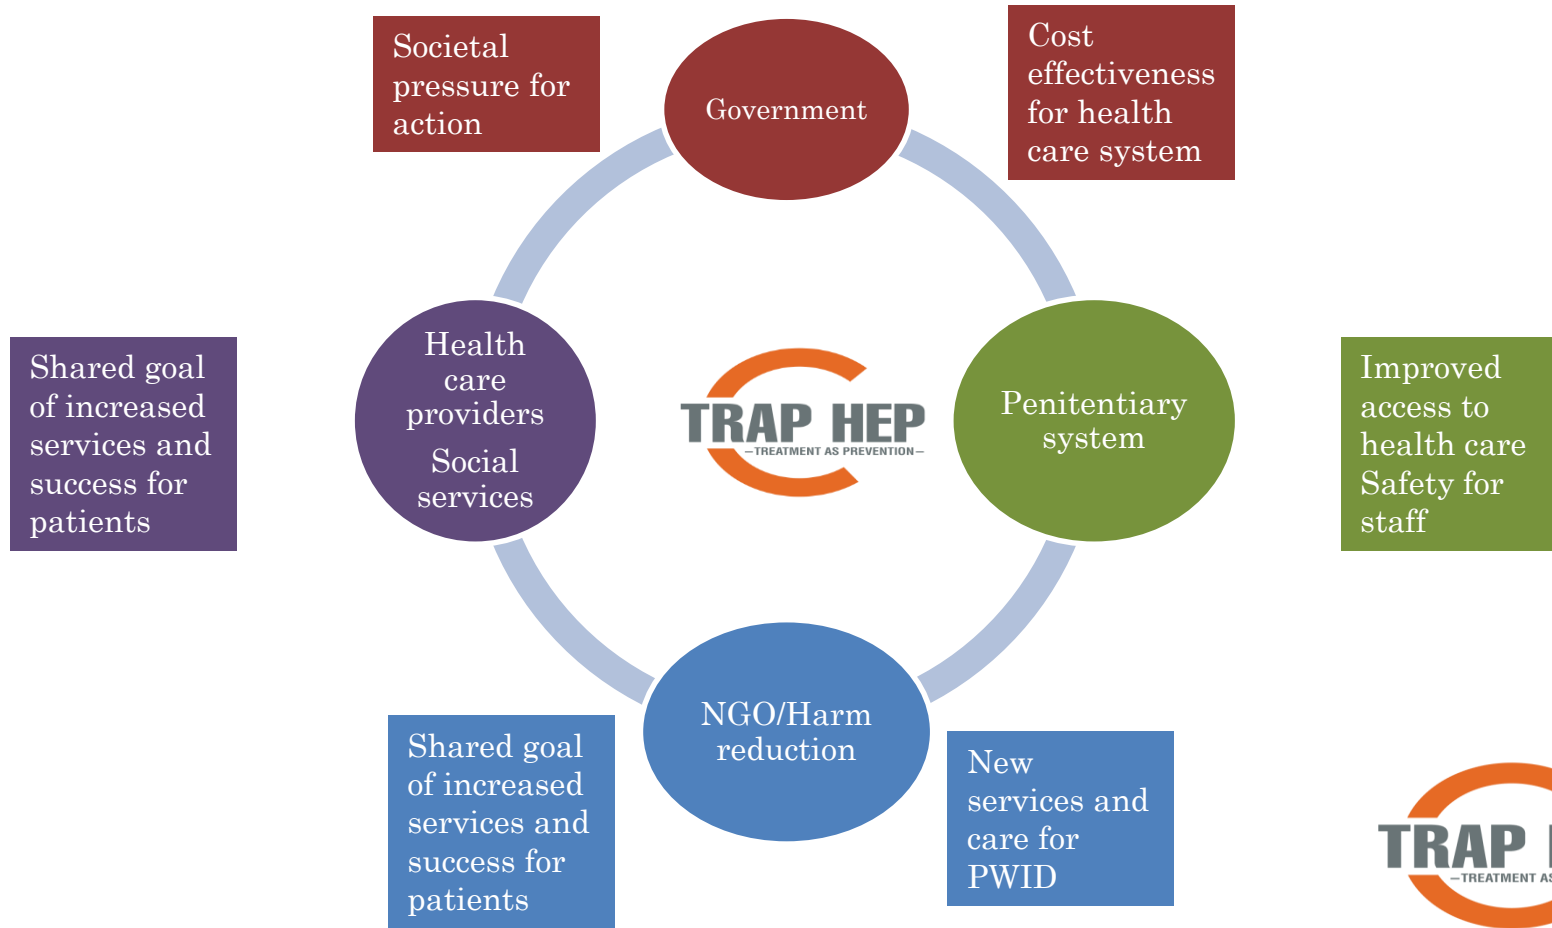 Societal
pressure for
action
Government
Cost
effectiveness
for health
care system
Shared goal
of increased
services and
success for
patients
Health
care
providers
Social
services
TRAP HEP
–TREATMENT AS PREVENTION–
Penitentiary
system
Improved
access to
health care
Safety for
staff
Shared goal
of increased
services and
success for
patients
NGO/Harm
reduction
New
services and
care for
PWID
TRAP
–TREATMENT